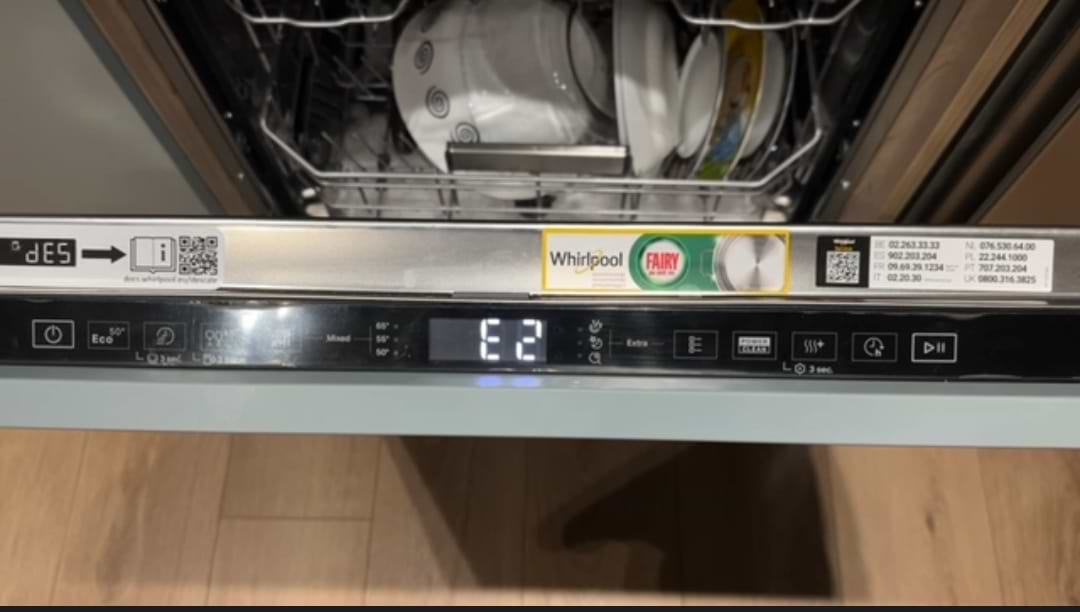 dES
docs.whirlpool.eu/descale
Whirlpool
FAIRY
BE 02.263.33.33
ES 902.203.204
FR 09.69.39.1234
IT 02.20.30
NL 076.530.64.00
PL 22.244.1000
PT 707.203.204
UK 0800.316.3825
Eco 50°
3 sec.
Mixed
65°
55°
50°
E2
Extra
POWER
CLEAN
3 sec.
h